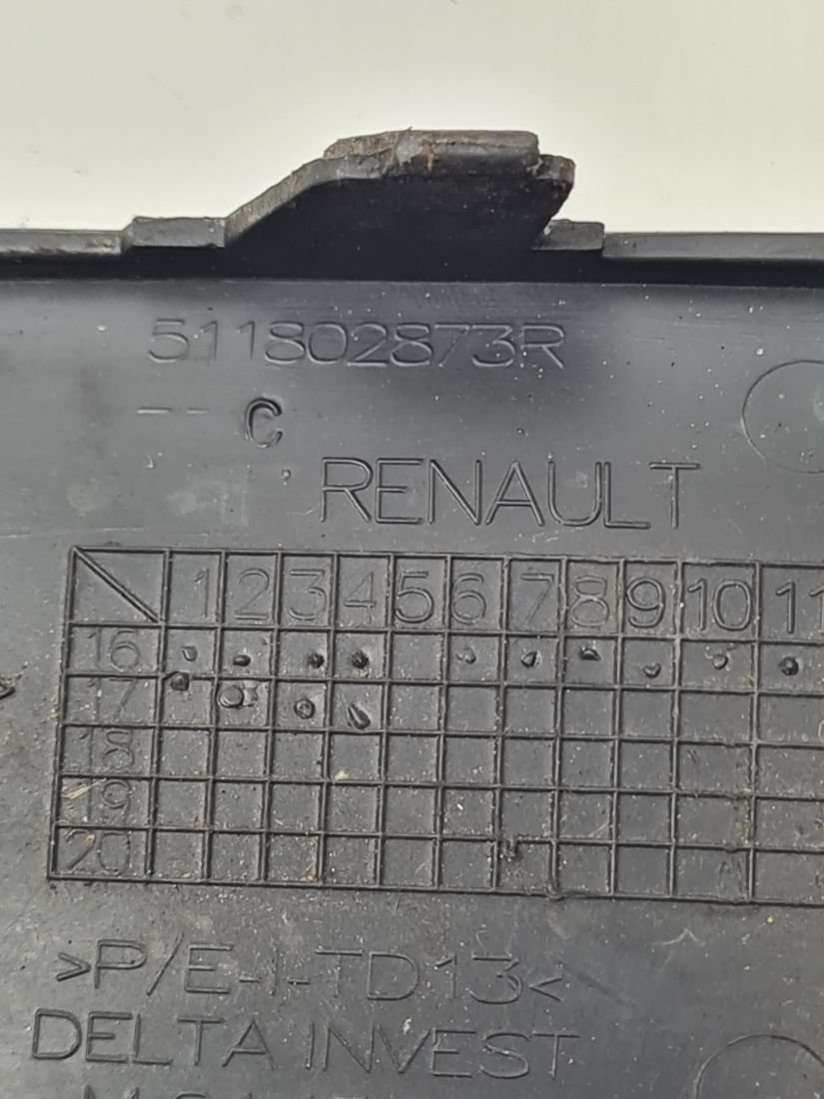 511802873R
-- C
RENAULT
1 2 3 4 5 6 7 8 9 10 11
16
17
18
19
20
>P/E-I-TD13<
DELTA INVEST